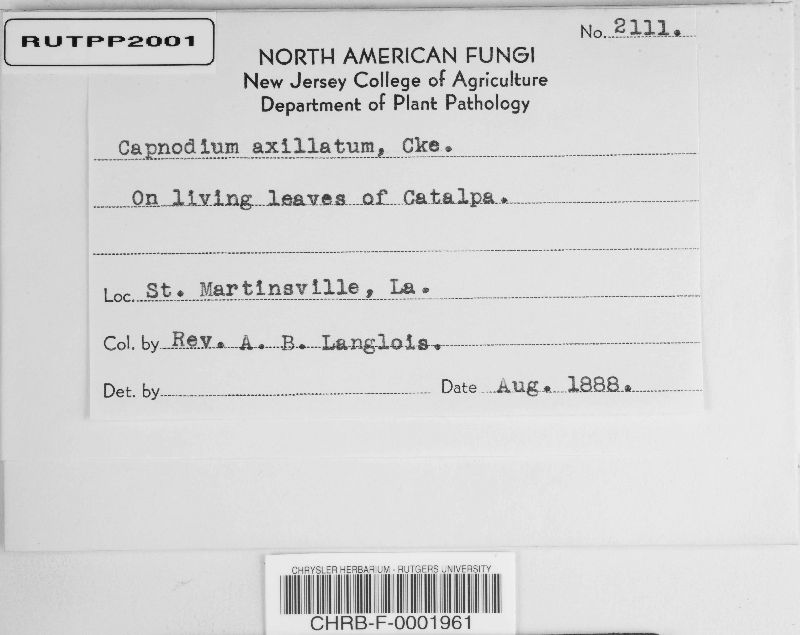 RUTPP2001
No. 2111.
NORTH AMERICAN FUNGI
New Jersey College of Agriculture
Department of Plant Pathology
Capnodium axillatum, Cke.
On living leaves of Catalpa.
Loc. St. Martinsville, La.
Col. by Rev. A. B. Langlois.
Det. by
Date Aug. 1888.
CHRYSLER HERBARIUM - RUTGERS UNIVERSITY
CHRB-F-0001961